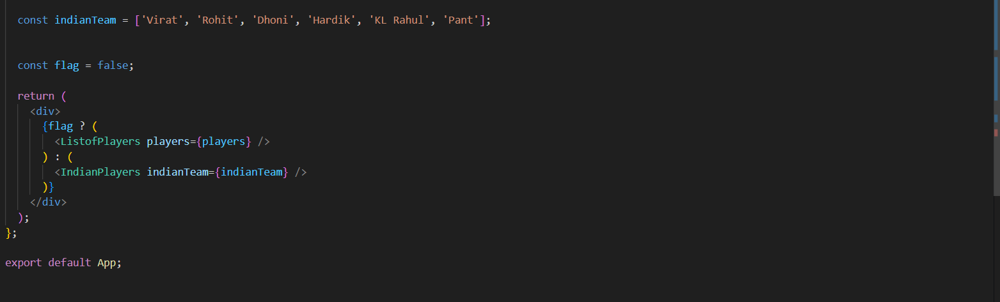 const indianTeam = ['Virat', 'Rohit', 'Dhoni', 'Hardik', 'KL Rahul', 'Pant'];
const flag = false;
return (
<div>
{flag ? (
<ListofPlayers players={players} />
) : (
<IndianPlayers indianTeam={indianTeam} />
)}
</div>
);
};
export default App;